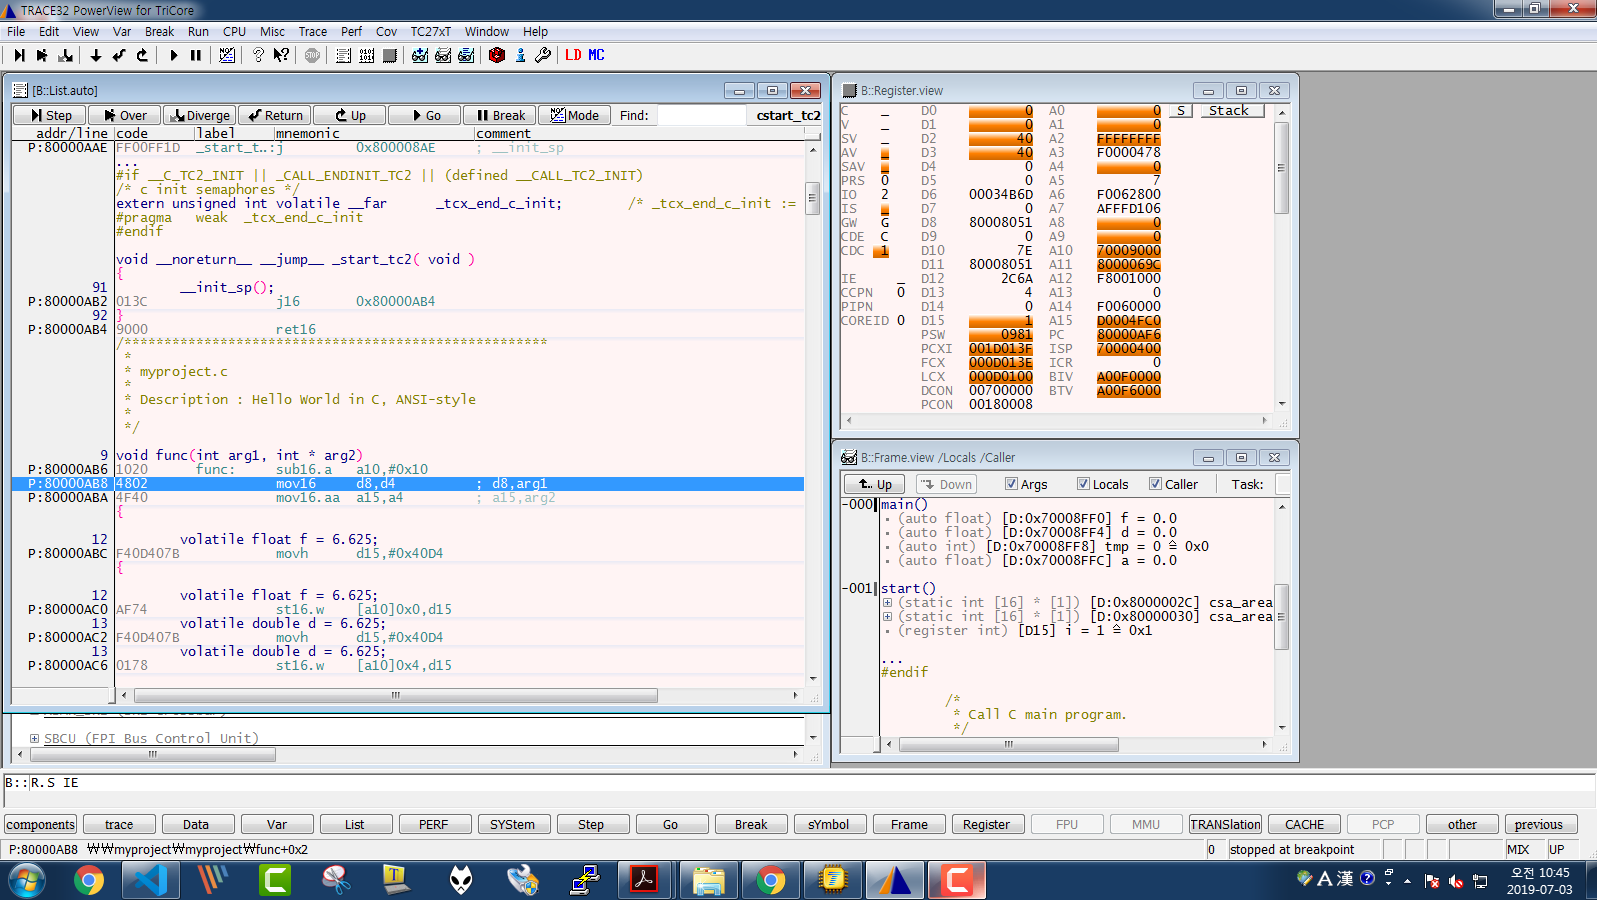 TRACE32 PowerView for TriCore
File Edit View Var Break Run CPU Misc Trace Perf Cov TC27xT Window Help
LD MC
[B::List.auto]
Step Over Diverge Return Up Go Break Mode Find: cstart_tc2
addr/line code label mnemonic comment
P:80000AAE FF00FF1D _start_t..:j 0x800008AE ; __init_sp
...
#if __C_TC2_INIT || _CALL_ENDINIT_TC2 || (defined __CALL_TC2_INIT)
/* c init semaphores */
extern unsigned int volatile __far _tcx_end_c_init; /* _tcx_end_c_init :=
#pragma weak _tcx_end_c_init
#endif
void __noreturn__ __jump__ _start_tc2( void )
{
91 __init_sp();
P:80000AB2 013C j16 0x80000AB4
92 }
P:80000AB4 9000 ret16
/*****************************************************
*
* myproject.c
*
* Description : Hello World in C, ANSI-style
*
*/
9 void func(int arg1, int * arg2)
P:80000AB6 1020 func: sub16.a a10,#0x10
P:80000AB8 4802 mov16 d8,d4 ; d8,arg1
P:80000ABA 4F40 mov16.aa a15,a4 ; a15,arg2
{
12 volatile float f = 6.625;
P:80000ABC F40D407B movh d15,#0x40D4
{
12 volatile float f = 6.625;
P:80000AC0 AF74 st16.w [a10]0x0,d15
13 volatile double d = 6.625;
P:80000AC2 F40D407B movh d15,#0x40D4
13 volatile double d = 6.625;
P:80000AC6 0178 st16.w [a10]0x4,d15
SBCU (FPI Bus Control Unit)
B::Register.view
C _ D0 0 A0 0 S Stack
V _ D1 0 A1 0
SV _ D2 40 A2 FFFFFFFF
AV _ D3 40 A3 F0000478
SAV _ D4 0 A4 0
PRS 0 D5 0 A5 7
IO 2 D6 00034B6D A6 F0062800
IS _ D7 0 A7 AFFFD106
GW G D8 80008051 A8 0
CDE C D9 0 A9 0
CDC 1 D10 7E A10 70009000
D11 80008051 A11 8000069C
IE _ D12 2C6A A12 F8001000
CCPN 0 D13 4 A13 0
PIPN D14 0 A14 F0060000
COREID 0 D15 1 A15 D0004FC0
PSW 0981 PC 80000AF6
PCXI 001D013F ISP 70000400
FCX 000D013E ICR 0
LCX 000D0100 BIV A00F0000
DCON 00700000 BTV A00F6000
PCON 00180008
B::Frame.view /Locals /Caller
Up Down Args Locals Caller Task:
-000 main()
(auto float) [D:0x70008FF0] f = 0.0
(auto float) [D:0x70008FF4] d = 0.0
(auto int) [D:0x70008FF8] tmp = 0 ≙ 0x0
(auto float) [D:0x70008FFC] a = 0.0
-001 start()
(static int [16] * [1]) [D:0x8000002C] csa_area
(static int [16] * [1]) [D:0x80000030] csa_area
(register int) [D15] i = 1 ≙ 0x1
...
#endif
/*
* Call C main program.
*/
B::R.S IE
components trace Data Var List PERF SYStem Step Go Break sYmbol Frame Register FPU MMU TRANSlation CACHE PCP other previous
P:80000AB8 ₩₩myproject₩myproject₩func+0x2 0 stopped at breakpoint MIX UP
A 漢
오전 10:45
2019-07-03